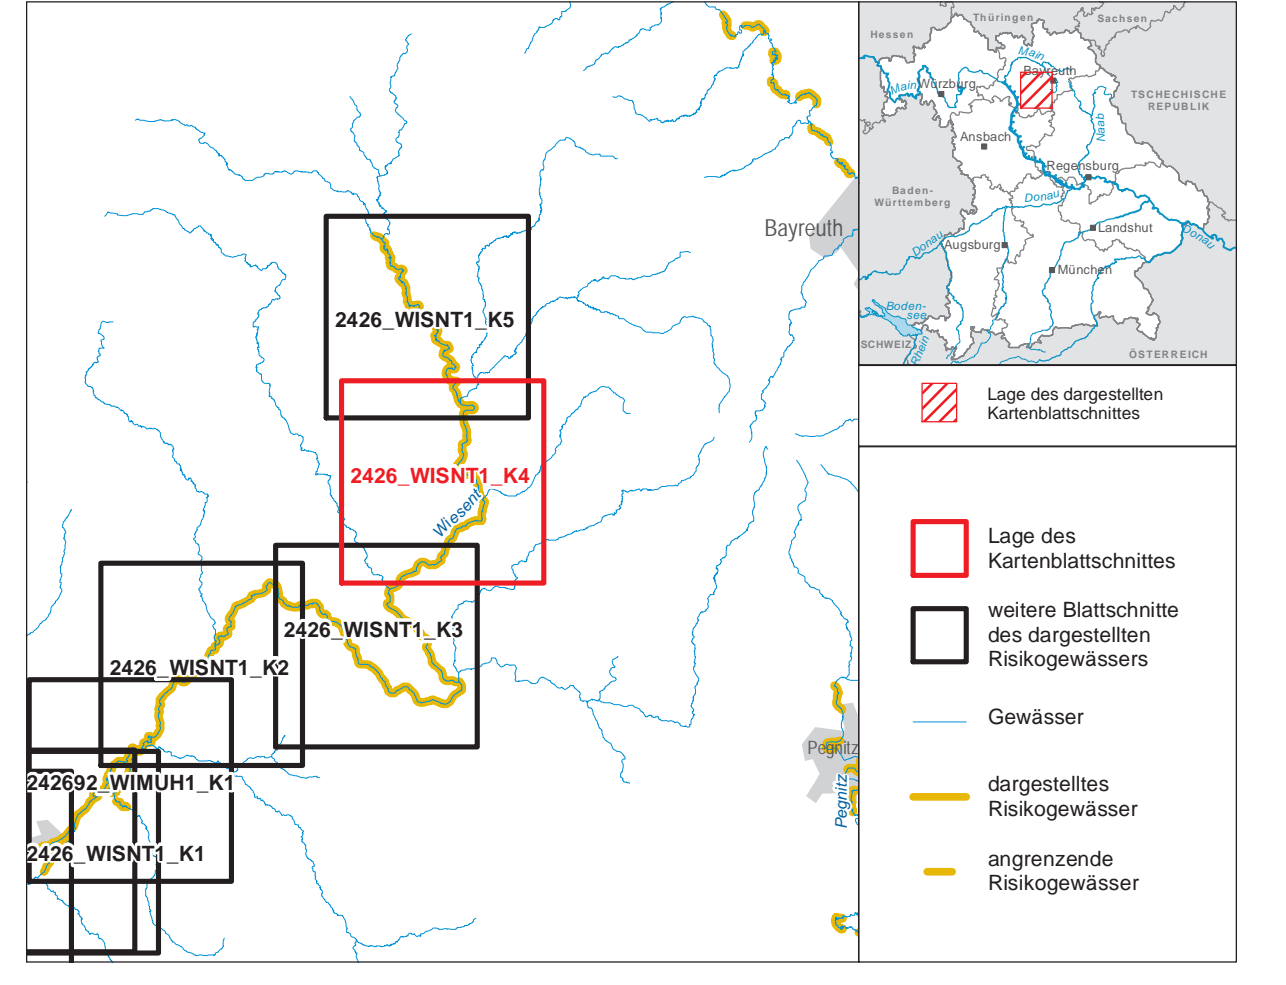 Bayreuth
2426_WISNT1_K5
2426_WISNT1_K4
Wiesent
2426_WISNT1_K3
2426_WISNT1_K2
242692_WIMUH1_K1
2426_WISNT1_K1
Pegnitz
Pegnitz
Thüringen
Sachsen
Hessen
Main
Bayreuth
Main
Würzburg
TSCHECHISCHE
REPUBLIK
Naab
Ansbach
Regensburg
Baden-
Württemberg
Donau
Landshut
Donau
Donau
Augsburg
München
Boden-
see
SCHWEIZ
Rhein
ÖSTERREICH
Lage des dargestellten
Kartenblattschnittes
Lage des
Kartenblattschnittes
weitere Blattschnitte
des dargestellten
Risikogewässers
Gewässer
dargestelltes
Risikogewässer
angrenzende
Risikogewässer